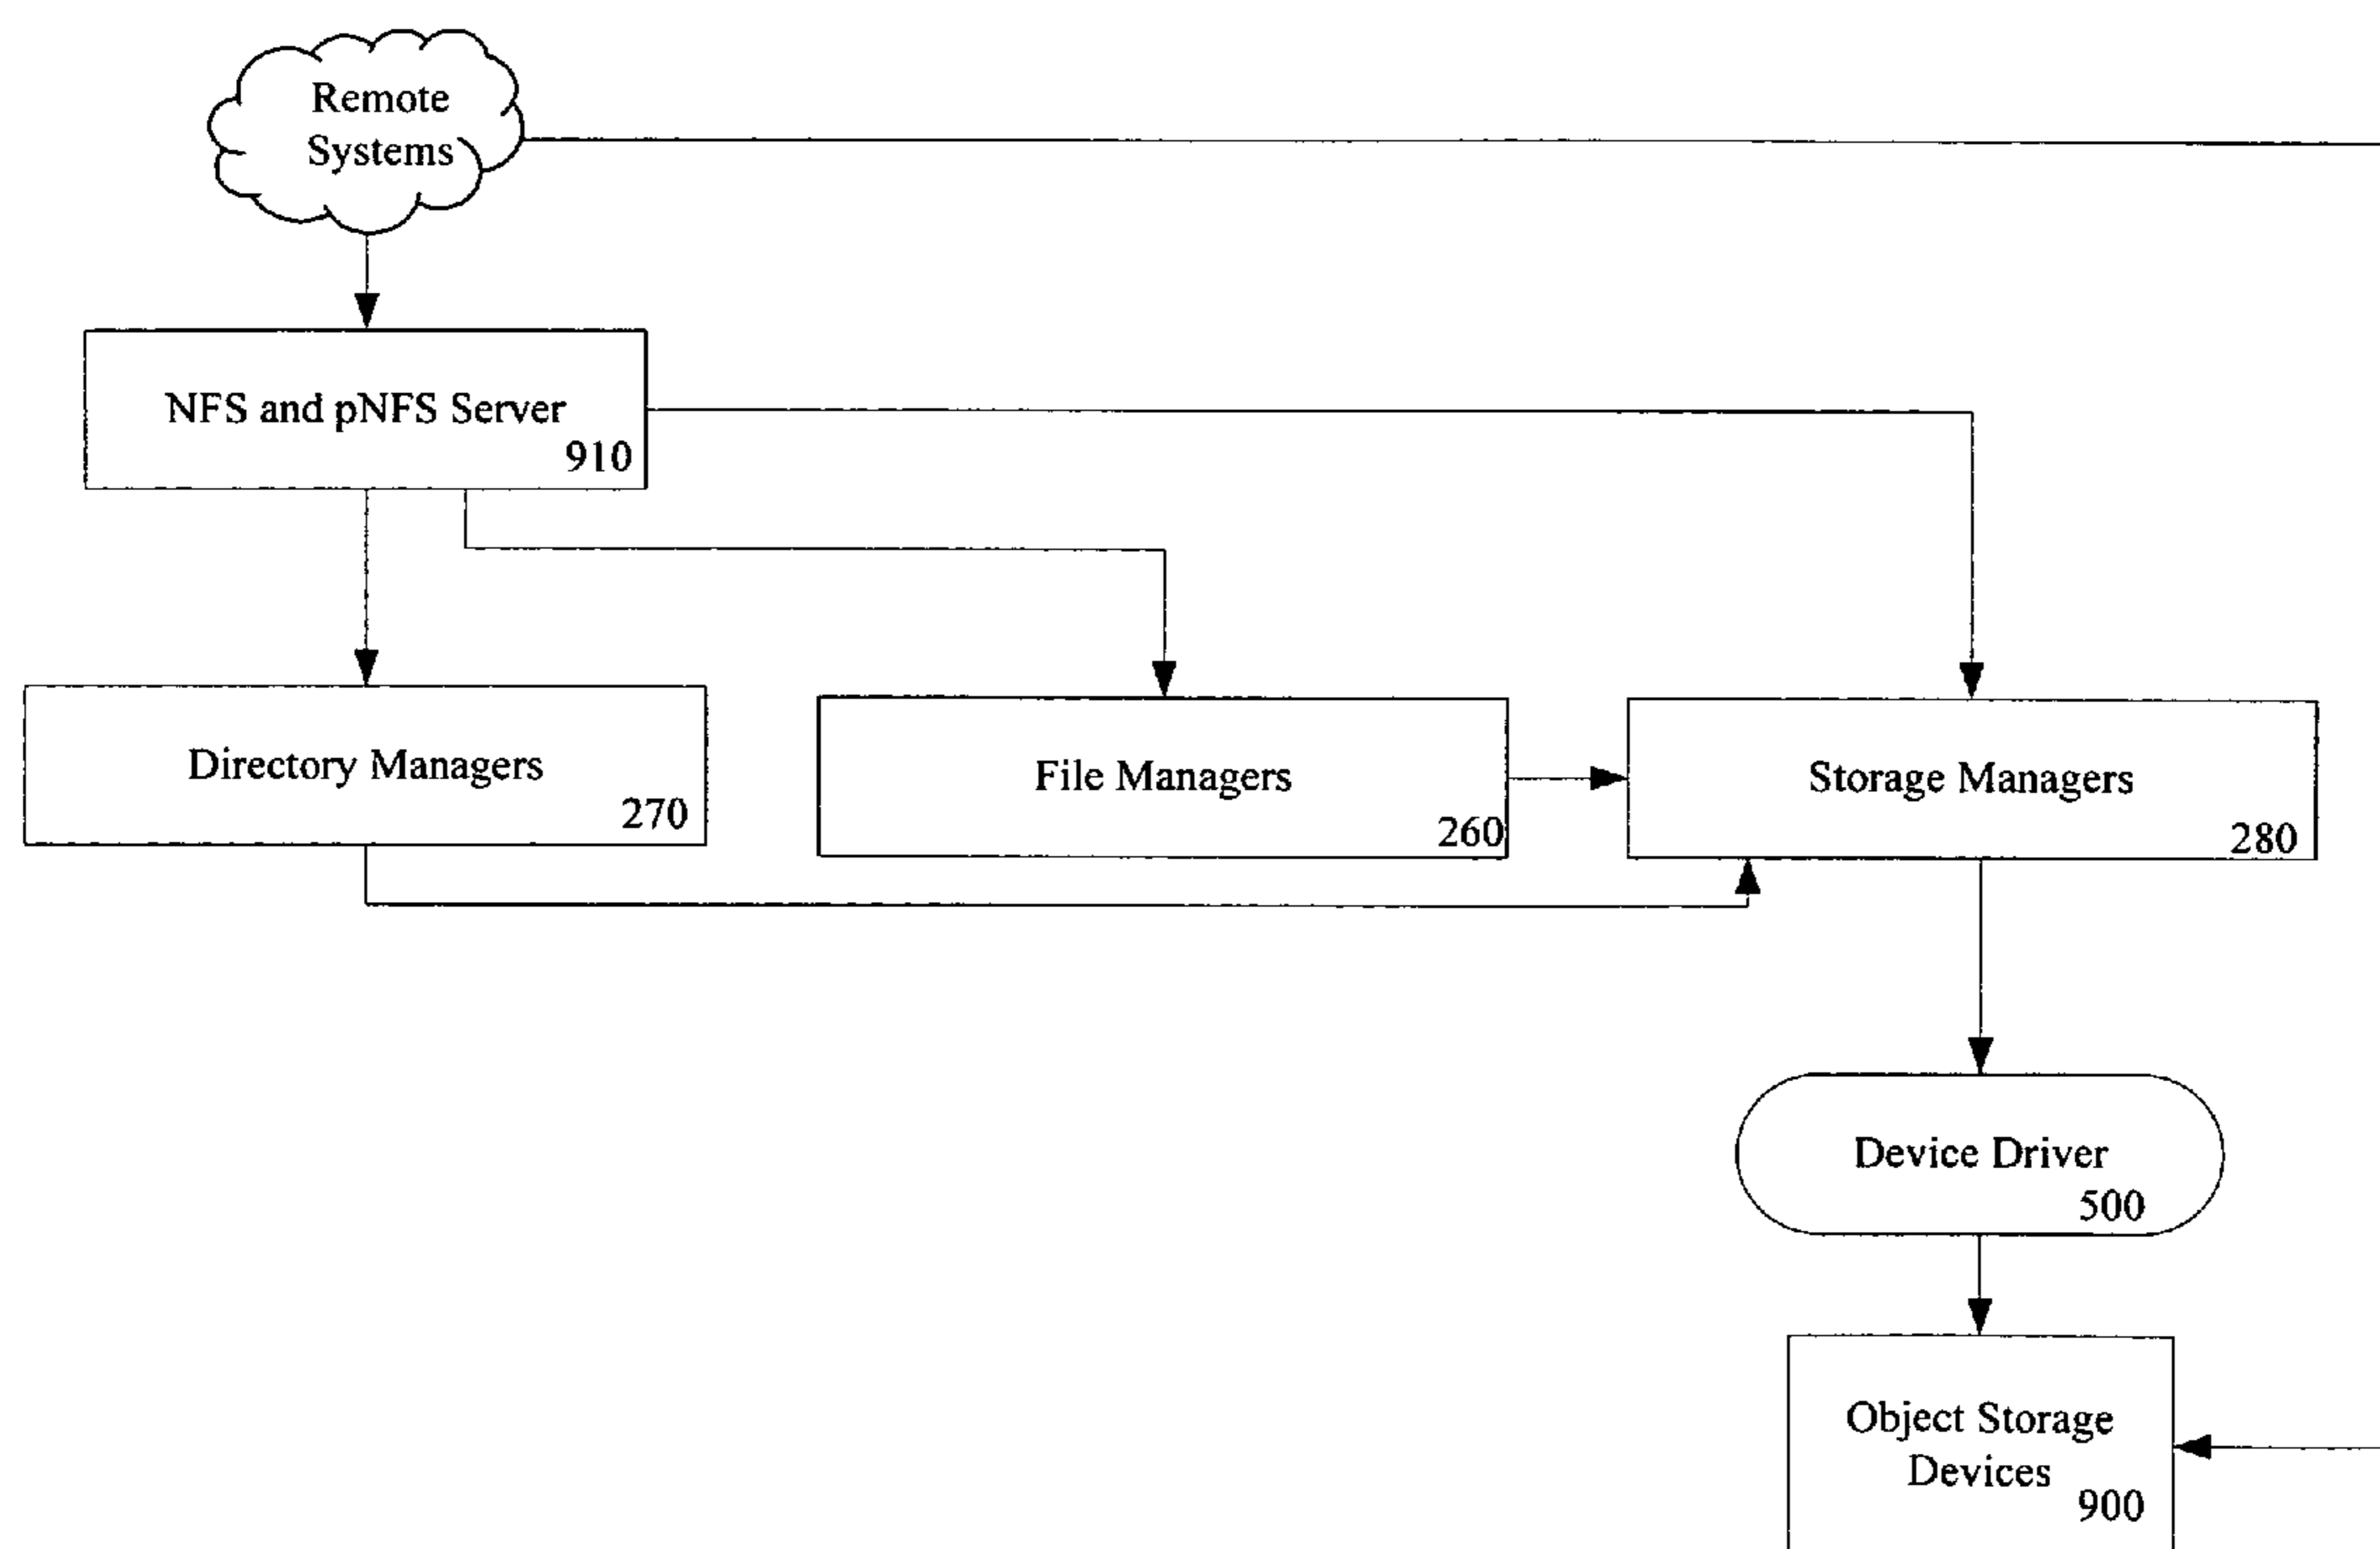 Remote
Systems
NFS and pNFS Server
910
Directory Managers
270
File Managers
260
Storage Managers
280
Device Driver
500
Object Storage
Devices
900